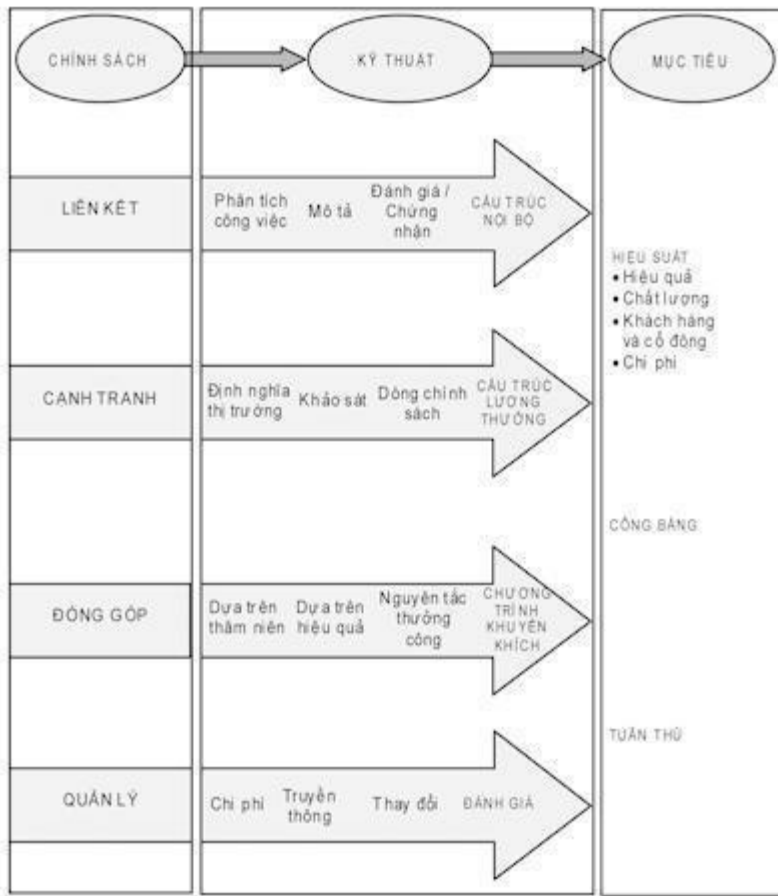 CHÍNH SÁCH
KỸ THUẬT
MỤC TIÊU
LIÊN KẾT
Phân tích
công việc
Mô tả
Đánh giá /
Chứng
nhận
CẤU TRÚC
NỘI BỘ
HIỆU SUẤT
• Hiệu quả
• Chất lượng
• Khách hàng
và cổ đông
• Chi phí
CẠNH TRANH
Định nghĩa
thị trường
Khảo sát
Dòng chính
sách
CẤU TRÚC
LƯƠNG
THƯỞNG
CÔNG BẰNG
ĐÓNG GÓP
Dựa trên
thâm niên
Dựa trên
hiệu quả
Nguyên tắc
thưởng
công
CHƯƠNG
TRÌNH
KHUYẾN
KHÍCH
TUÂN THỦ
QUẢN LÝ
Chi phí
Truyền
thông
Thay đổi
ĐÁNH GIÁ